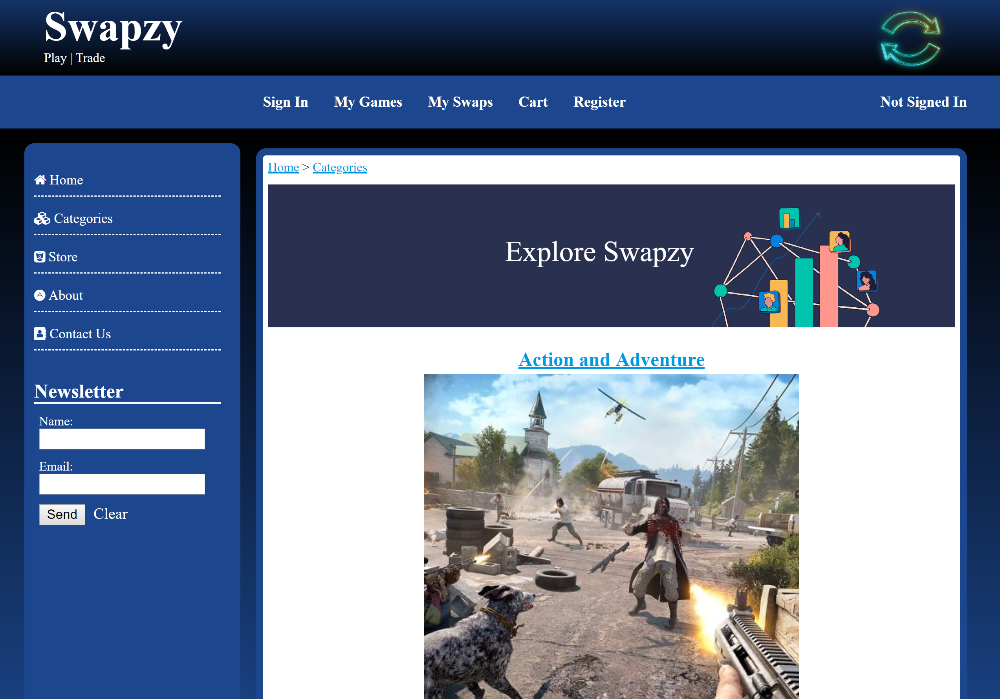 Swapzy
Play | Trade
Sign In My Games My Swaps Cart Register Not Signed In
Home
Categories
Store
About
Contact Us
Newsletter
Name:
Email:
Send Clear
Home > Categories
Explore Swapzy
Action and Adventure